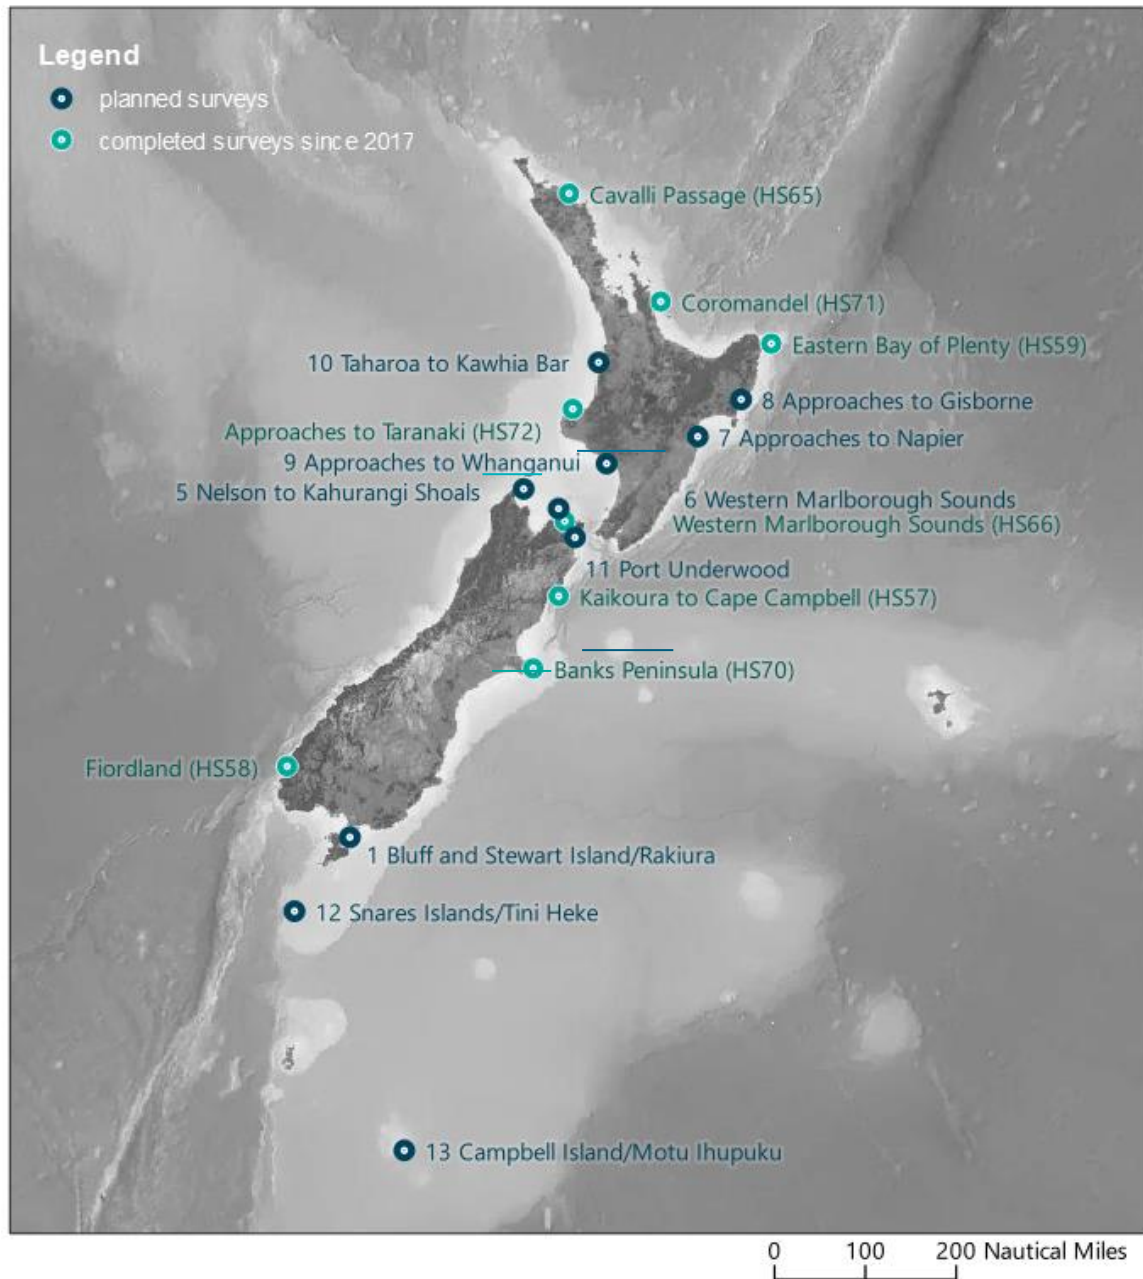 Legend
planned surveys
completed surveys since 2017
Cavalli Passage (HS65)
Coromandel (HS71)
Eastern Bay of Plenty (HS59)
10 Taharoa to Kawhia Bar
8 Approaches to Gisborne
Approaches to Taranaki (HS72)
7 Approaches to Napier
9 Approaches to Whanganui
5 Nelson to Kahurangi Shoals
6 Western Marlborough Sounds
Western Marlborough Sounds (HS66)
11 Port Underwood
Kaikoura to Cape Campbell (HS57)
Banks Peninsula (HS70)
Fiordland (HS58)
1 Bluff and Stewart Island/Rakiura
12 Snares Islands/Tini Heke
13 Campbell Island/Motu Ihupuku
0 100 200 Nautical Miles